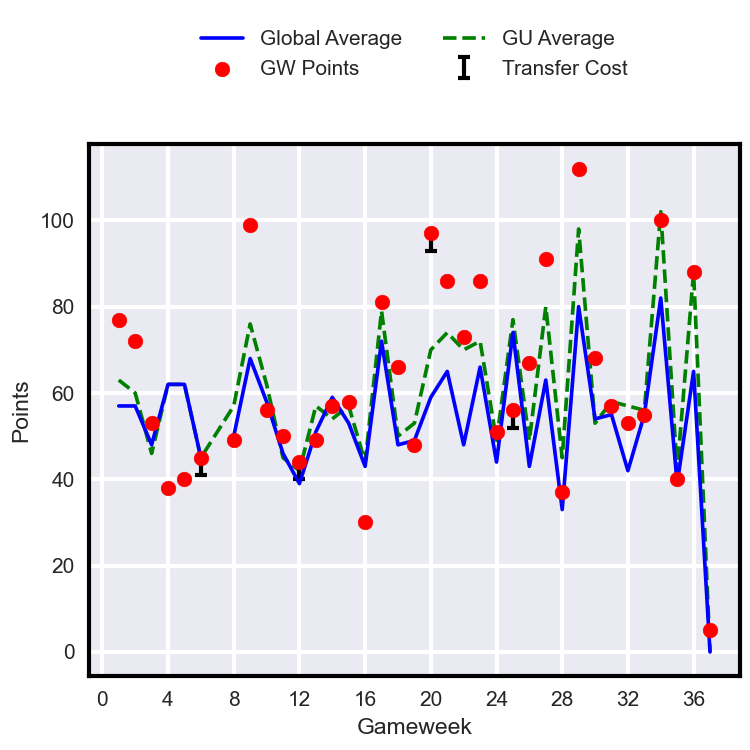 Global Average
GU Average
GW Points
Transfer Cost
100
80
60
40
20
0
Points
0 4 8 12 16 20 24 28 32 36
Gameweek